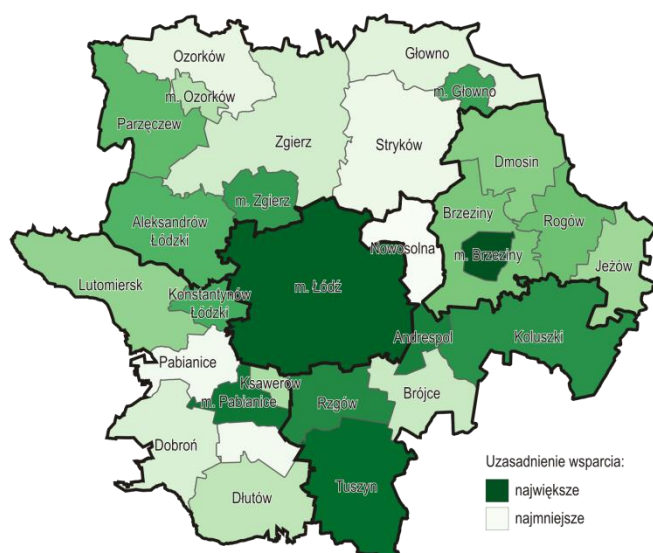 Ozorków
Głowno
m. Ozorków
m. Głowno
Parzęczew
Zgierz
Stryków
Dmosin
m. Zgierz
Aleksandrów
Łódzki
Brzeziny
Rogów
Nowosolna
m. Brzeziny
Jeżów
Lutomiersk
m. Łódź
Konstantynów
Łódzki
Andrespol
Koluszki
Pabianice
Ksawerów
m. Pabianice
Rzgów
Brójce
Dobroń
Dłutów
Tuszyn
Uzasadnienie wsparcia:
największe
najmniejsze